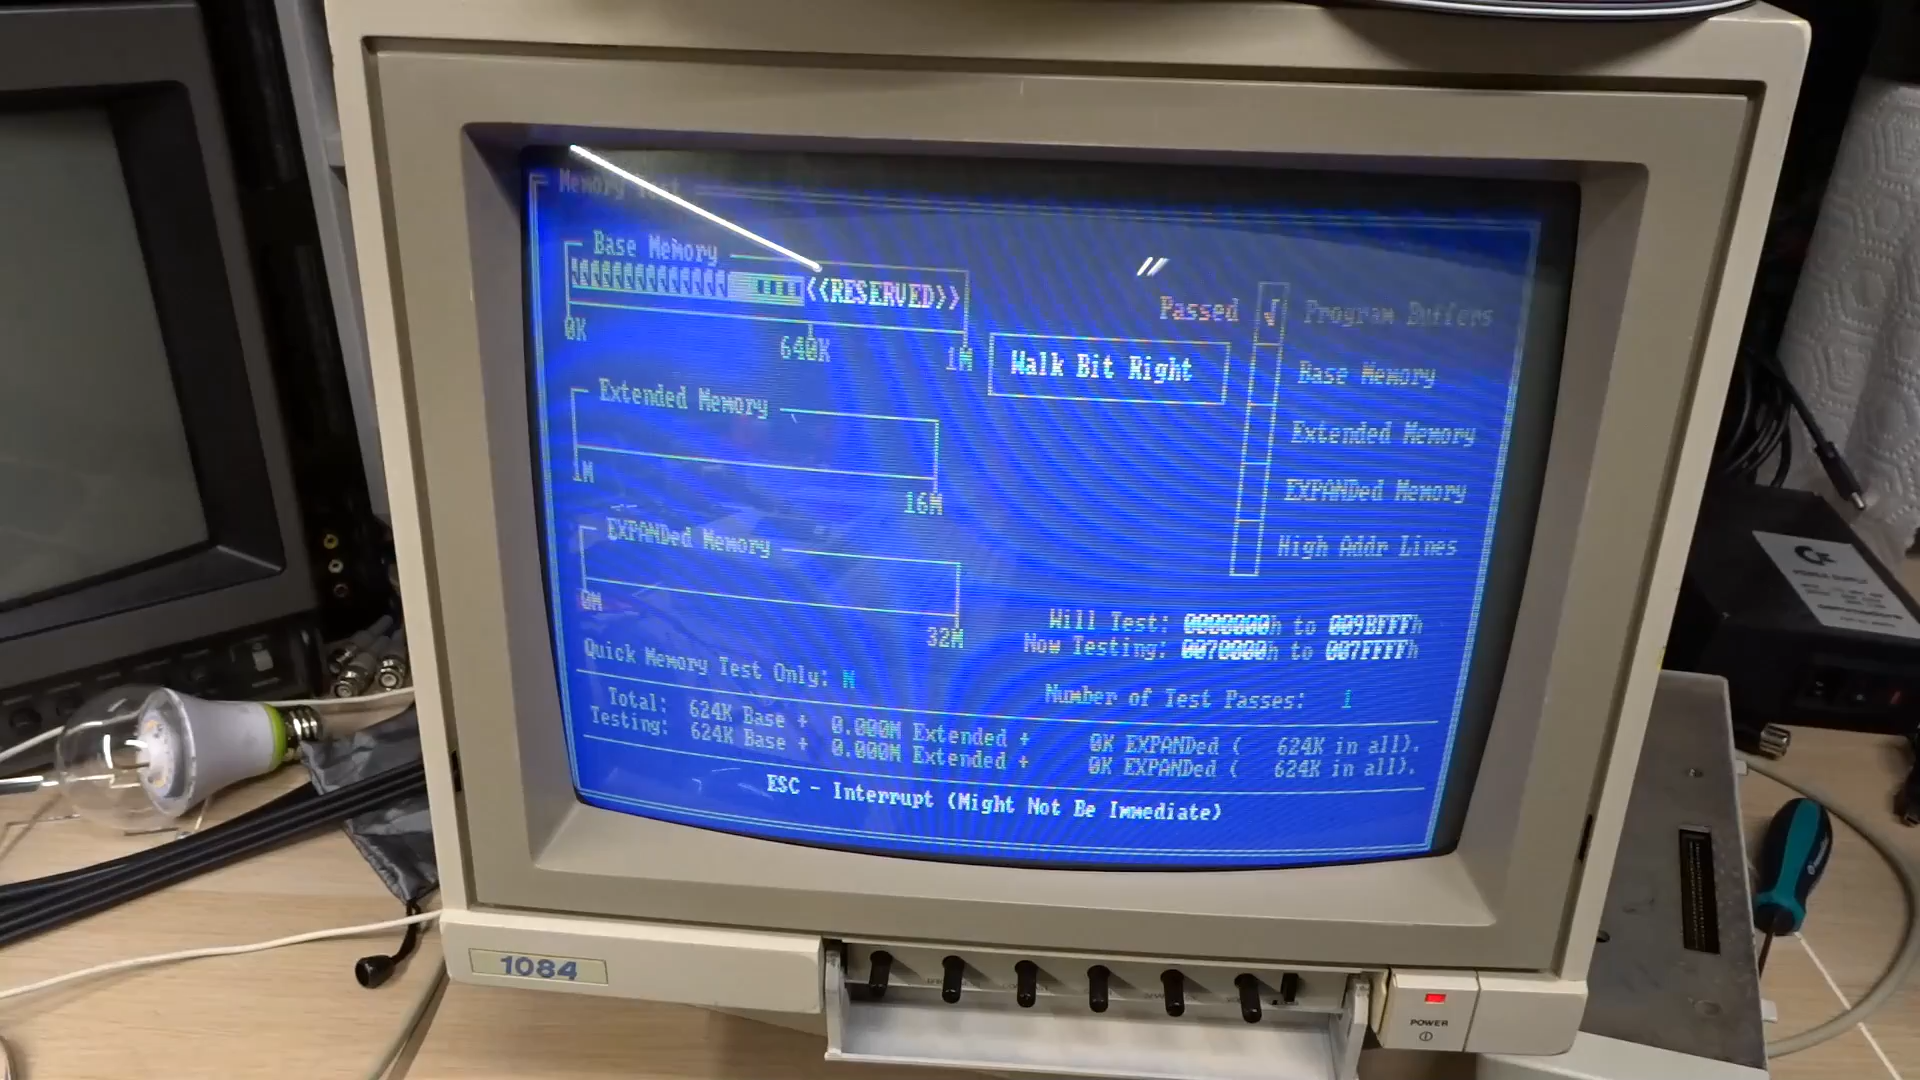 Memory Test
Base Memory
<<RESERVED>>
0K
640K
1M
Passed
√
Program Buffers
Walk Bit Right
Base Memory
Extended Memory
Extended Memory
1M
16M
EXPANDed Memory
EXPANDed Memory
High Addr Lines
0M
32M
Will Test: 0000000h to 009BFFFh
Now Testing: 0070000h to 007FFFFh
Quick Memory Test Only: N
Number of Test Passes: 1
Total: 624K Base + 0.000M Extended + 0K EXPANDed ( 624K in all).
Testing: 624K Base + 0.000M Extended + 0K EXPANDed ( 624K in all).
ESC - Interrupt (Might Not Be Immediate)
1084
POWER
POWER SUPPLY